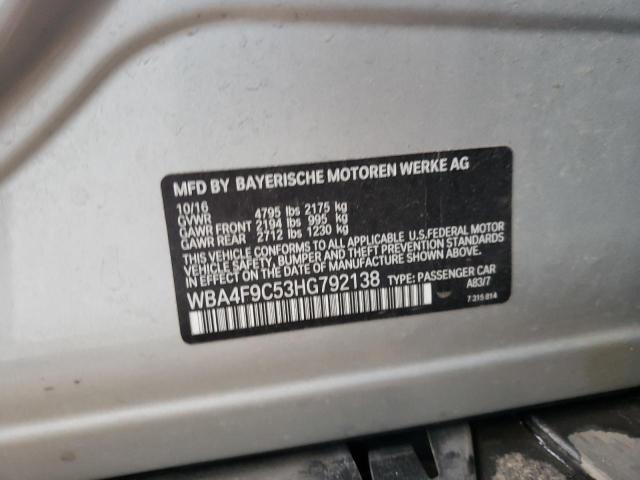 MFD BY BAYERISCHE MOTOREN WERKE AG
10/16
GVWR 4795 lbs 2175 kg
GAWR FRONT 2194 lbs 995 kg
GAWR REAR 2712 lbs 1230 kg
THIS VEHICLE CONFORMS TO ALL APPLICABLE U.S.FEDERAL MOTOR
VEHICLE SAFETY, BUMPER, AND THEFT PREVENTION STANDARDS
IN EFFECT ON THE DATE OF MANUFACTURE SHOWN ABOVE.
WBA4F9C53HG792138 TYPE: PASSENGER CAR
A83/7
7 315 814